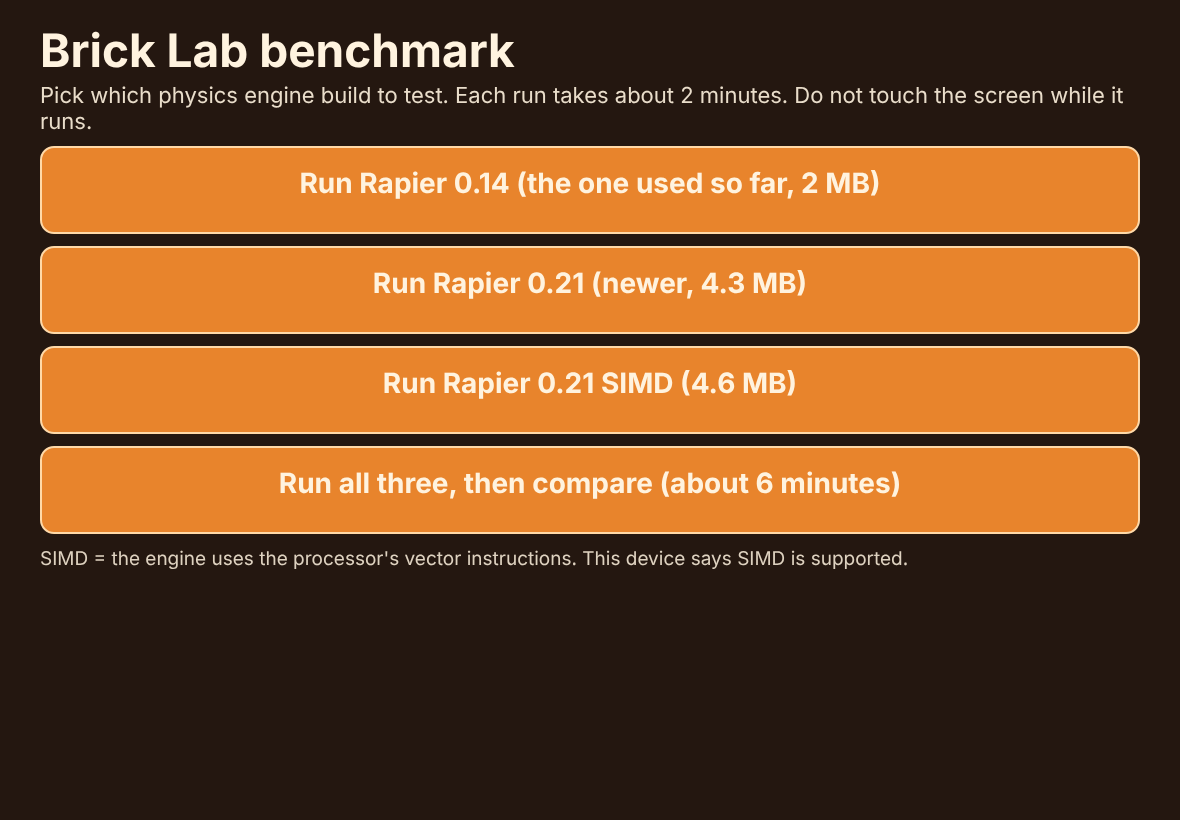 Brick Lab benchmark
Pick which physics engine build to test. Each run takes about 2 minutes. Do not touch the screen while it
runs.
Run Rapier 0.14 (the one used so far, 2 MB)
Run Rapier 0.21 (newer, 4.3 MB)
Run Rapier 0.21 SIMD (4.6 MB)
Run all three, then compare (about 6 minutes)
SIMD = the engine uses the processor's vector instructions. This device says SIMD is supported.